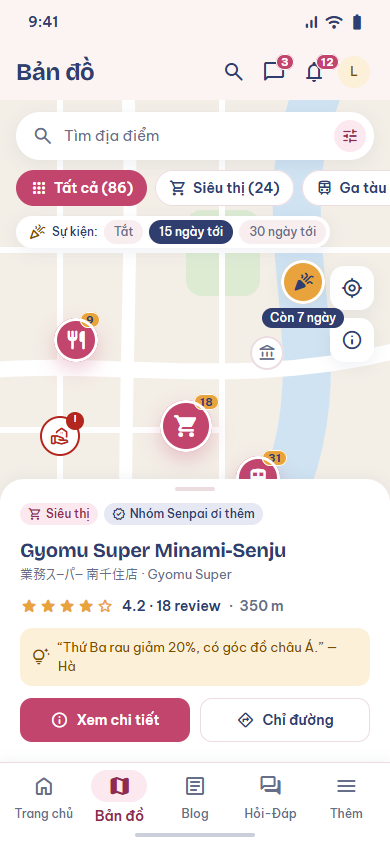 9:41
Bản đồ
3
12
L
Tìm địa điểm
Tất cả (86)
Siêu thị (24)
Ga tàu
Sự kiện:
Tắt
15 ngày tới
30 ngày tới
Còn 7 ngày
9
18
!
31
Siêu thị
Nhóm Senpai ơi thêm
Gyomu Super Minami-Senju
業務スーパー 南千住店 · Gyomu Super
4.2 · 18 review · 350 m
“Thứ Ba rau giảm 20%, có góc đồ châu Á.” —
Hà
Xem chi tiết
Chỉ đường
Trang chủ
Bản đồ
Blog
Hỏi-Đáp
Thêm